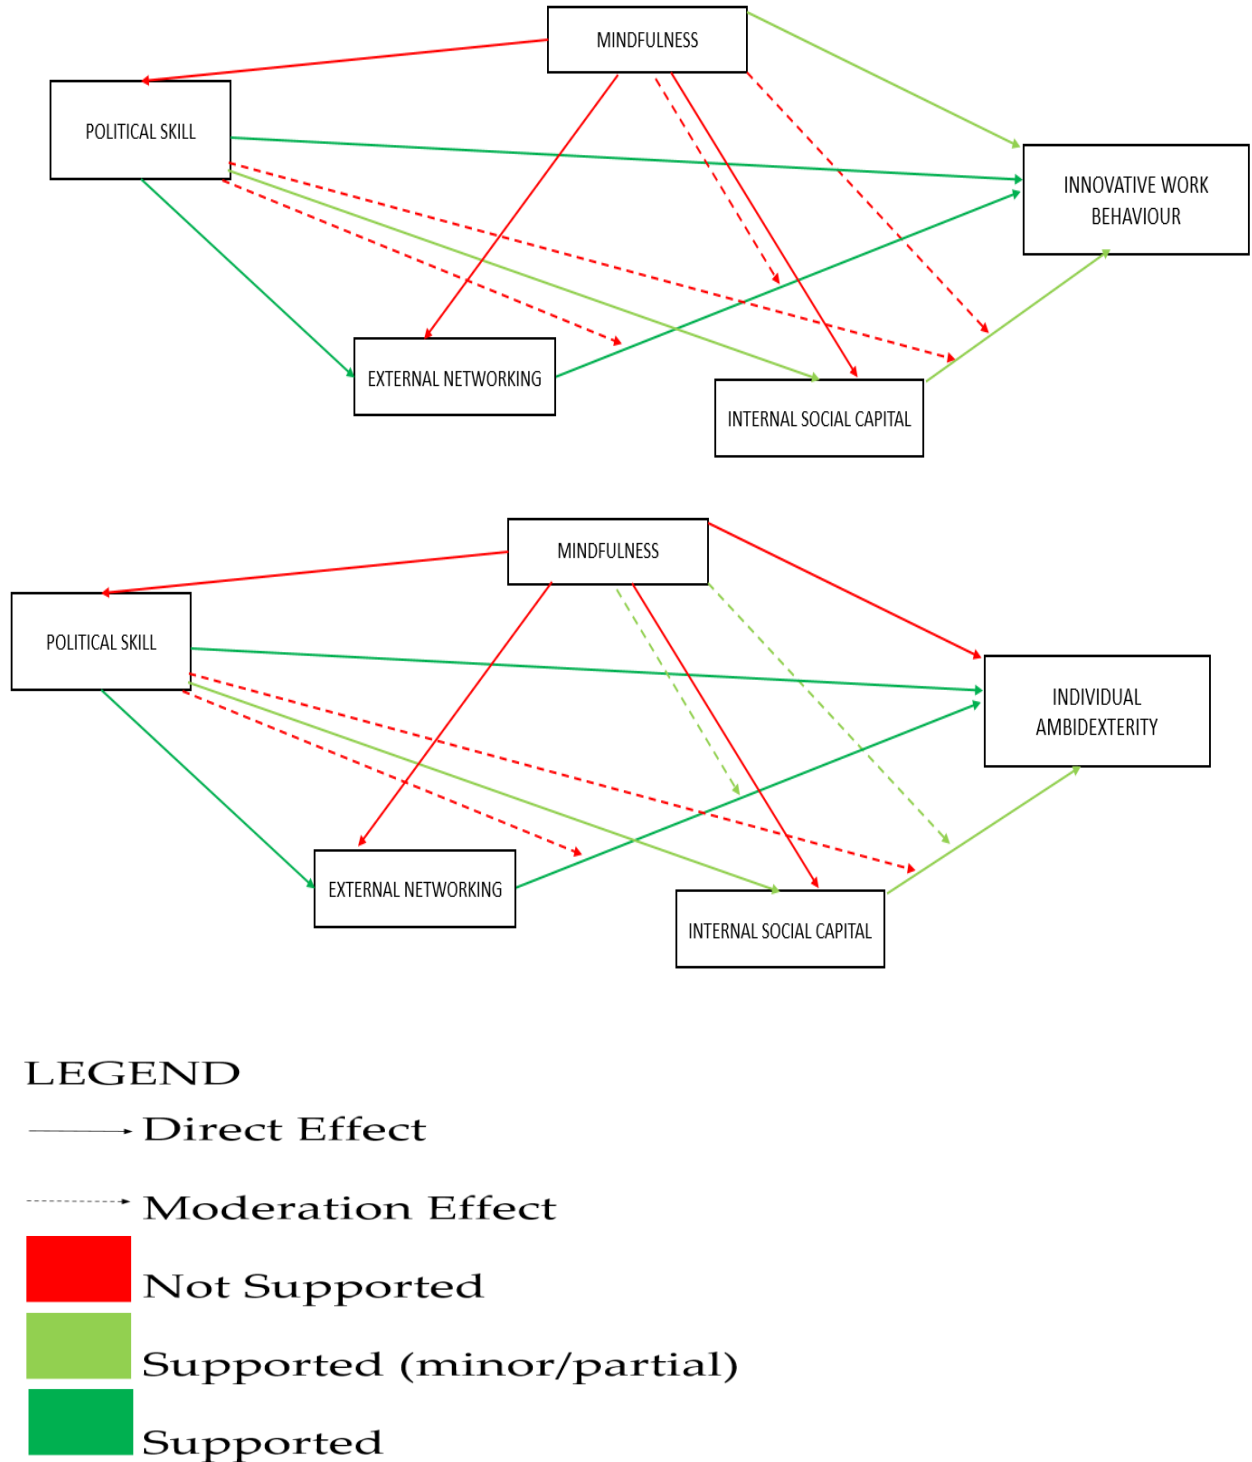 MINDFULNESS
POLITICAL SKILL
INNOVATIVE WORK
BEHAVIOUR
EXTERNAL NETWORKING
INTERNAL SOCIAL CAPITAL
MINDFULNESS
POLITICAL SKILL
INDIVIDUAL
AMBIDEXTERITY
EXTERNAL NETWORKING
INTERNAL SOCIAL CAPITAL
LEGEND
Direct Effect
Moderation Effect
Not Supported
Supported (minor/partial)
Supported